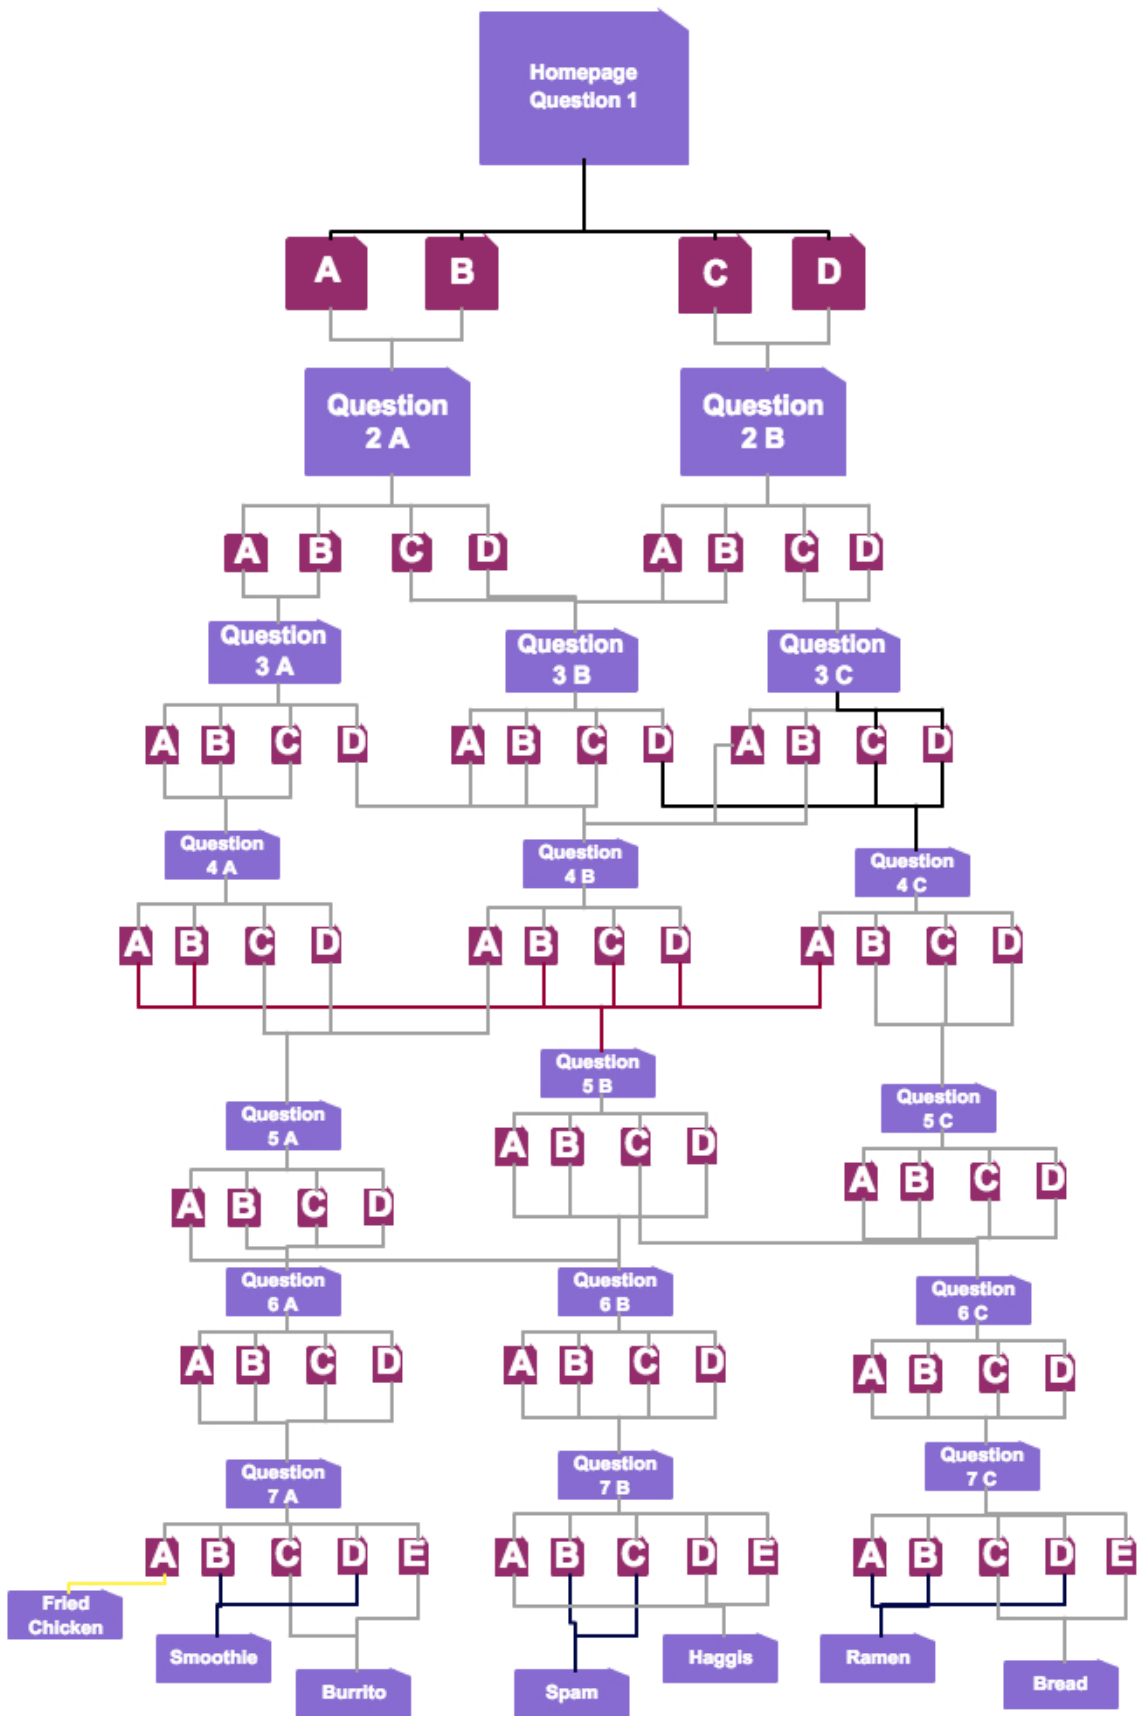 Homepage
Question 1
A
B
C
D
Question
2 A
Question
2 B
A
B
C
D
A
B
C
D
Question
3 A
Question
3 B
Question
3 C
A
B
C
D
A
B
C
D
A
B
C
D
Question
4 A
Question
4 B
Question
4 C
A
B
C
D
A
B
C
D
A
B
C
D
Question
5 B
Question
5 C
Question
5 A
A
B
C
D
A
B
C
D
A
B
C
D
Question
6 A
Question
6 B
Question
6 C
A
B
C
D
A
B
C
D
A
B
C
D
Question
7 A
Question
7 B
Question
7 C
A
B
C
D
E
A
B
C
D
E
A
B
C
D
E
Fried
Chicken
Smoothie
Burrito
Spam
Haggis
Ramen
Bread